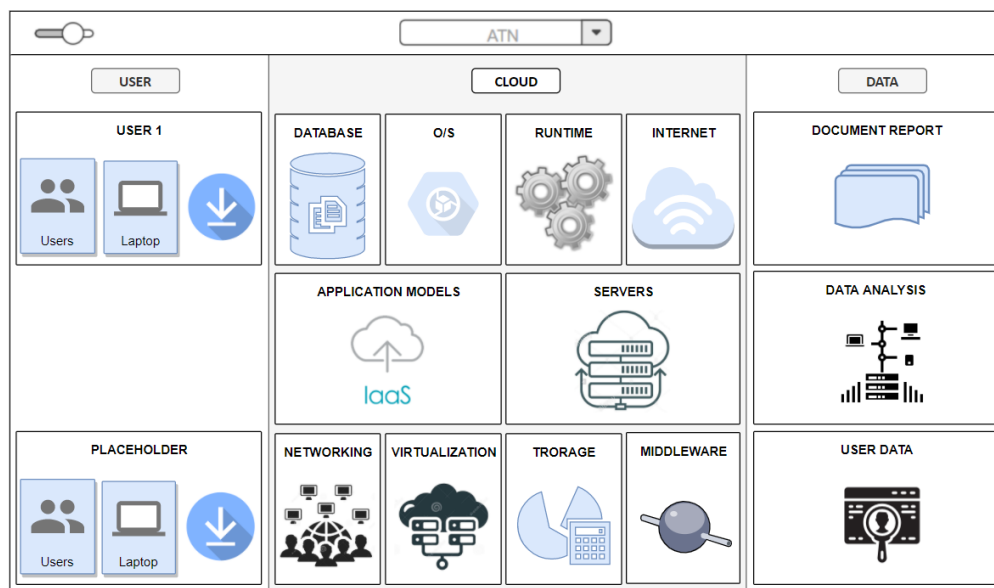 ATN
USER
CLOUD
DATA
USER 1
Users
Laptop
DATABASE
O/S
RUNTIME
INTERNET
DOCUMENT REPORT
APPLICATION MODELS
IaaS
SERVERS
DATA ANALYSIS
PLACEHOLDER
Users
Laptop
NETWORKING
VIRTUALIZATION
TRORAGE
MIDDLEWARE
USER DATA